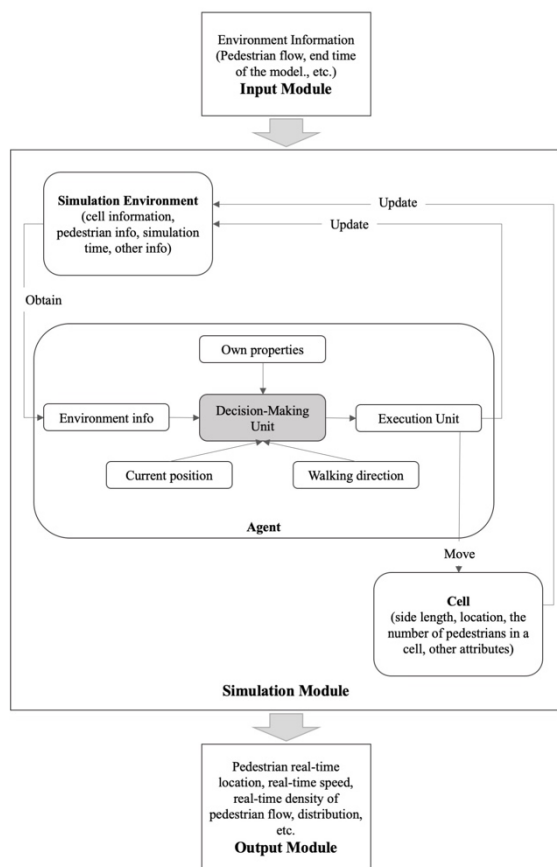 Environment Information
(Pedestrian flow, end time
of the model., etc.)
Input Module
Simulation Environment
(cell information,
pedestrian info, simulation
time, other info)
Update
Update
Obtain
Own properties
Environment info
Decision-Making
Unit
Execution Unit
Current position
Walking direction
Agent
Move
Cell
(side length, location, the
number of pedestrians in a
cell, other attributes)
Simulation Module
Pedestrian real-time
location, real-time speed,
real-time density of
pedestrian flow, distribution,
etc.
Output Module